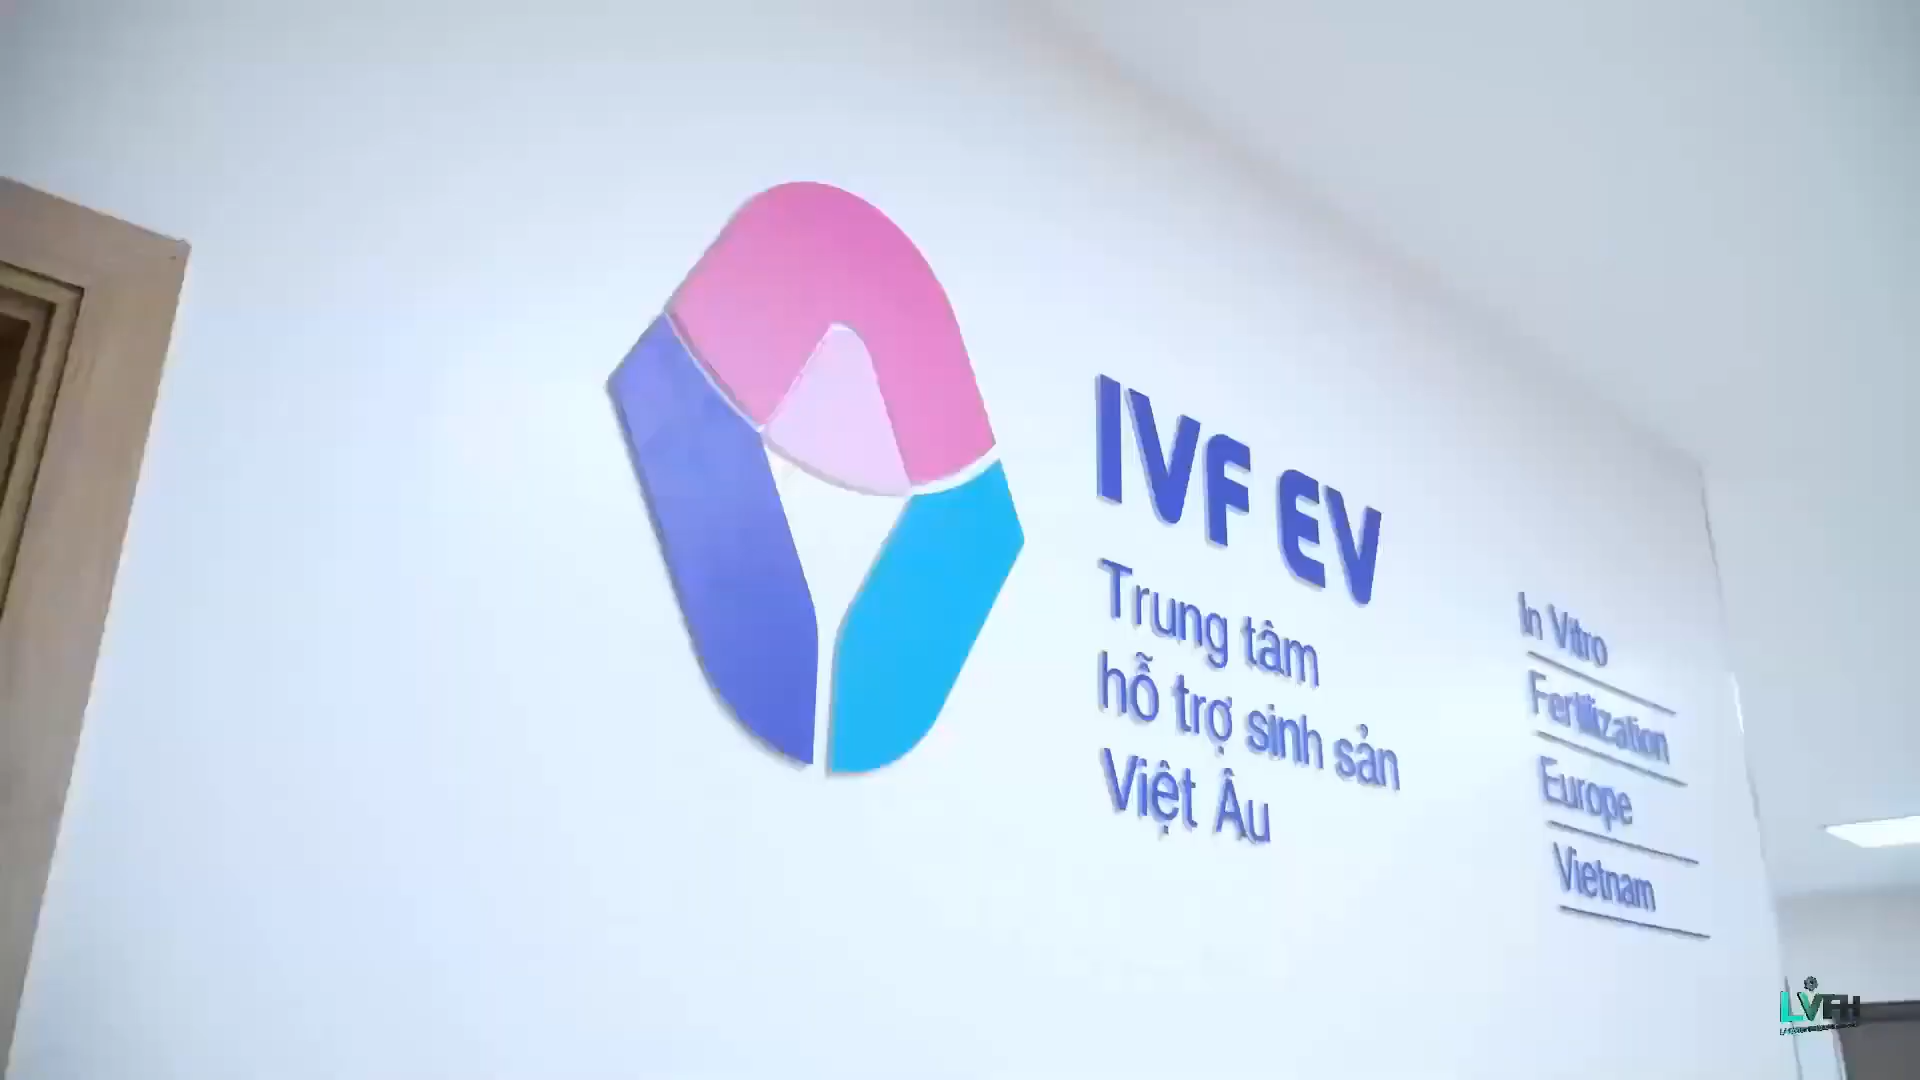 IVF EV
Trung tâm
hỗ trợ sinh sản
Việt Âu
In Vitro
Fertilization
Europe
Vietnam
LVFH